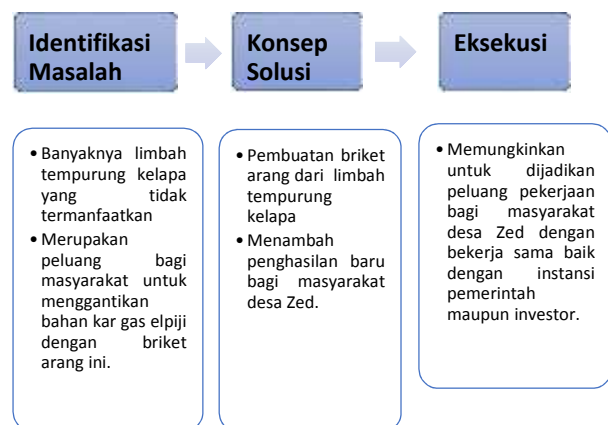 Identifikasi
Masalah
Konsep
Solusi
Eksekusi
• Banyaknya limbah
tempurung kelapa
yang tidak
termanfaatkan
• Merupakan
peluang bagi
masyarakat untuk
menggantikan
bahan kar gas elpiji
dengan briket
arang ini.
• Pembuatan briket
arang dari limbah
tempurung
kelapa
• Menambah
penghasilan baru
bagi masyarakat
desa Zed.
• Memungkinkan
untuk dijadikan
peluang pekerjaan
bagi masyarakat
desa Zed dengan
bekerja sama baik
dengan instansi
pemerintah
maupun investor.